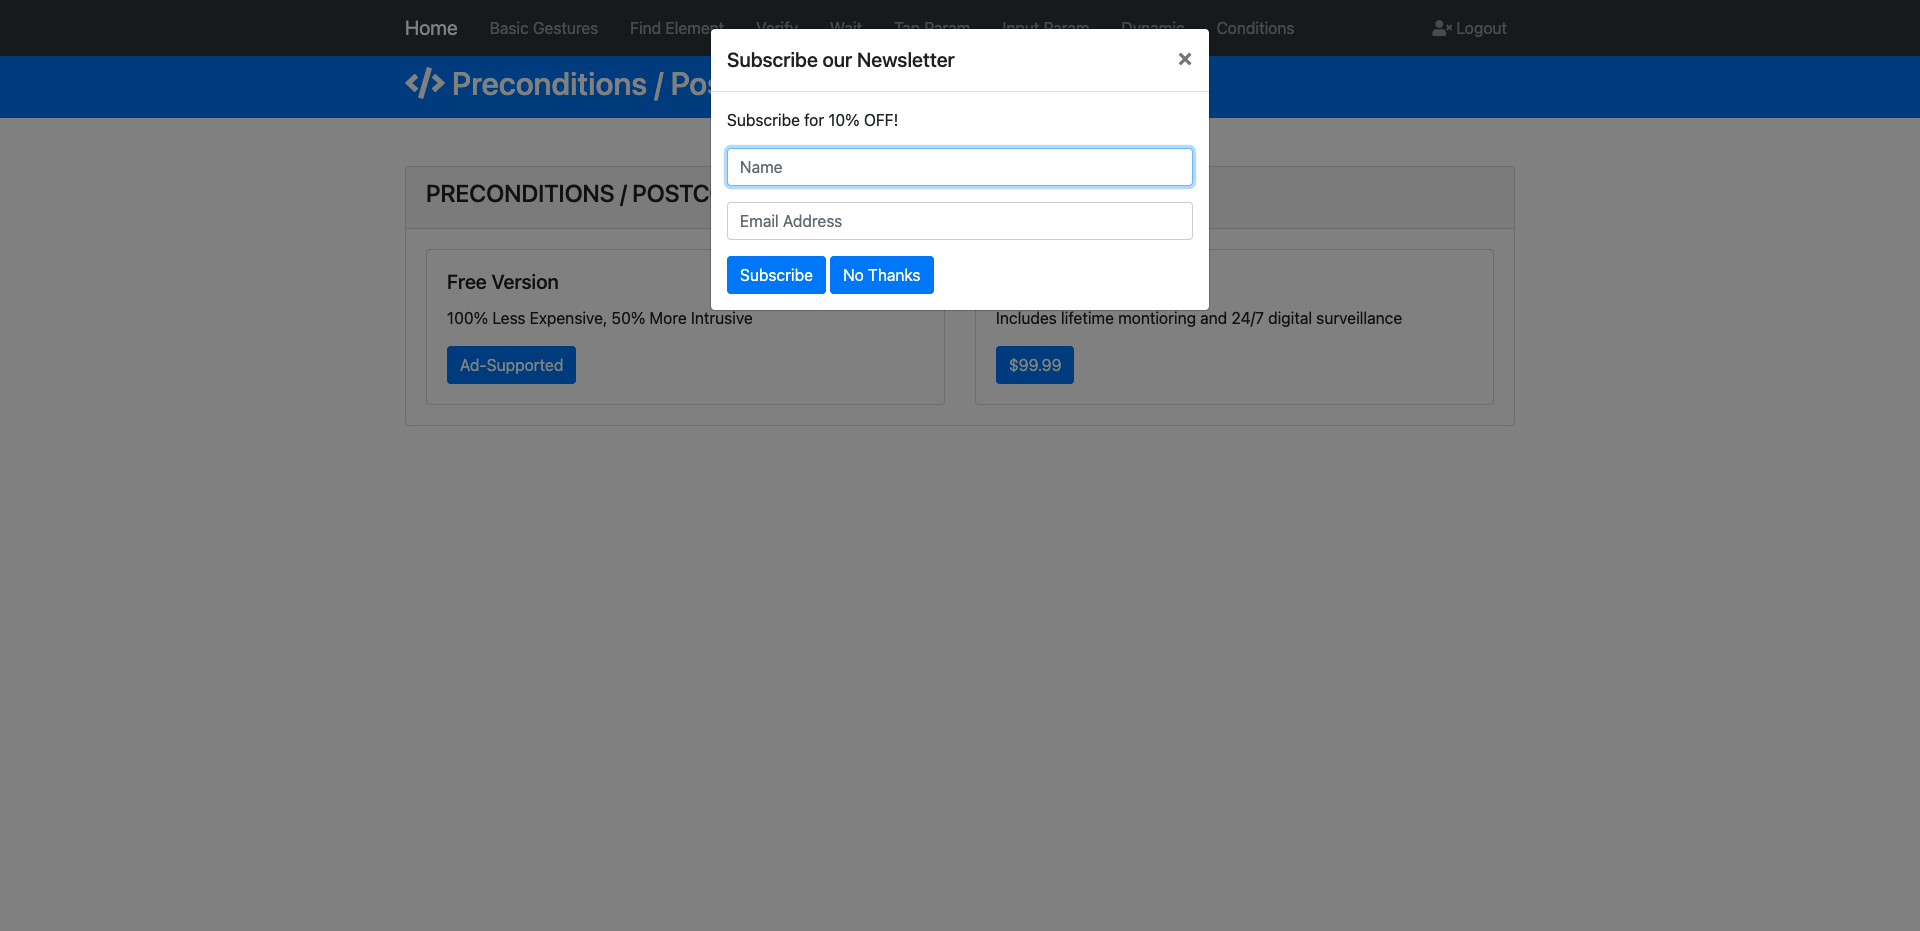 Home Basic Gestures Find Element Verify Wait Tap Param Input Param Dynamic Conditions Logout
Preconditions / Pos
Subscribe our Newsletter ×
Subscribe for 10% OFF!
Name
Email Address
Subscribe No Thanks
PRECONDITIONS / POSTC
Free Version
100% Less Expensive, 50% More Intrusive
Ad-Supported
Includes lifetime montioring and 24/7 digital surveillance
$99.99